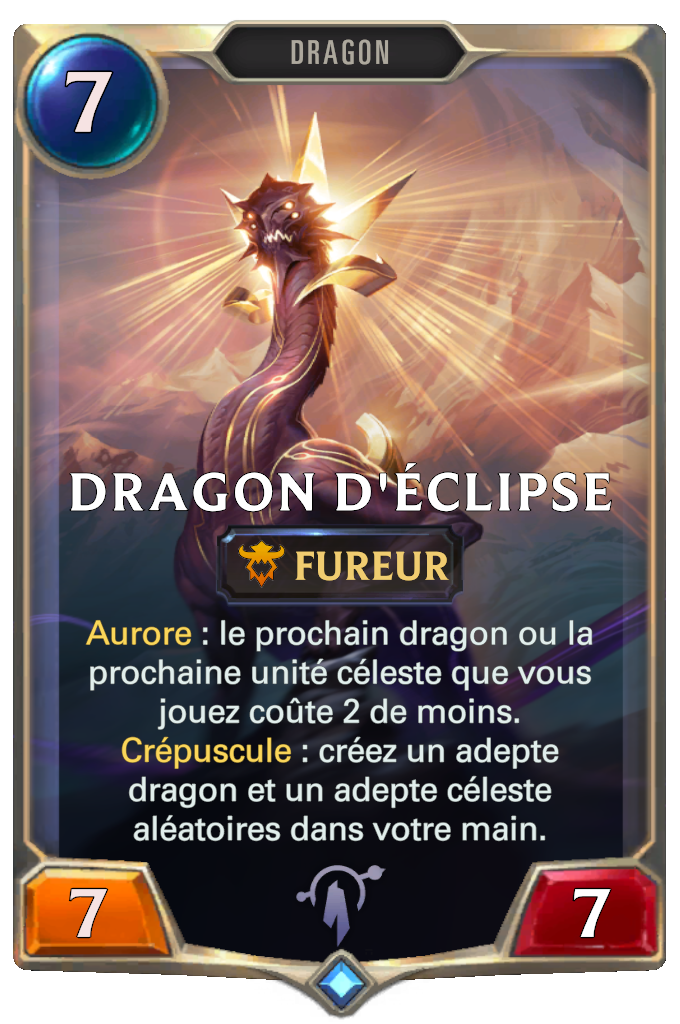 DRAGON
7
DRAGON D'ÉCLIPSE
FUREUR
Aurore : le prochain dragon ou la
prochaine unité céleste que vous
jouez coûte 2 de moins.
Crépuscule : créez un adepte
dragon et un adepte céleste
aléatoires dans votre main.
7
7